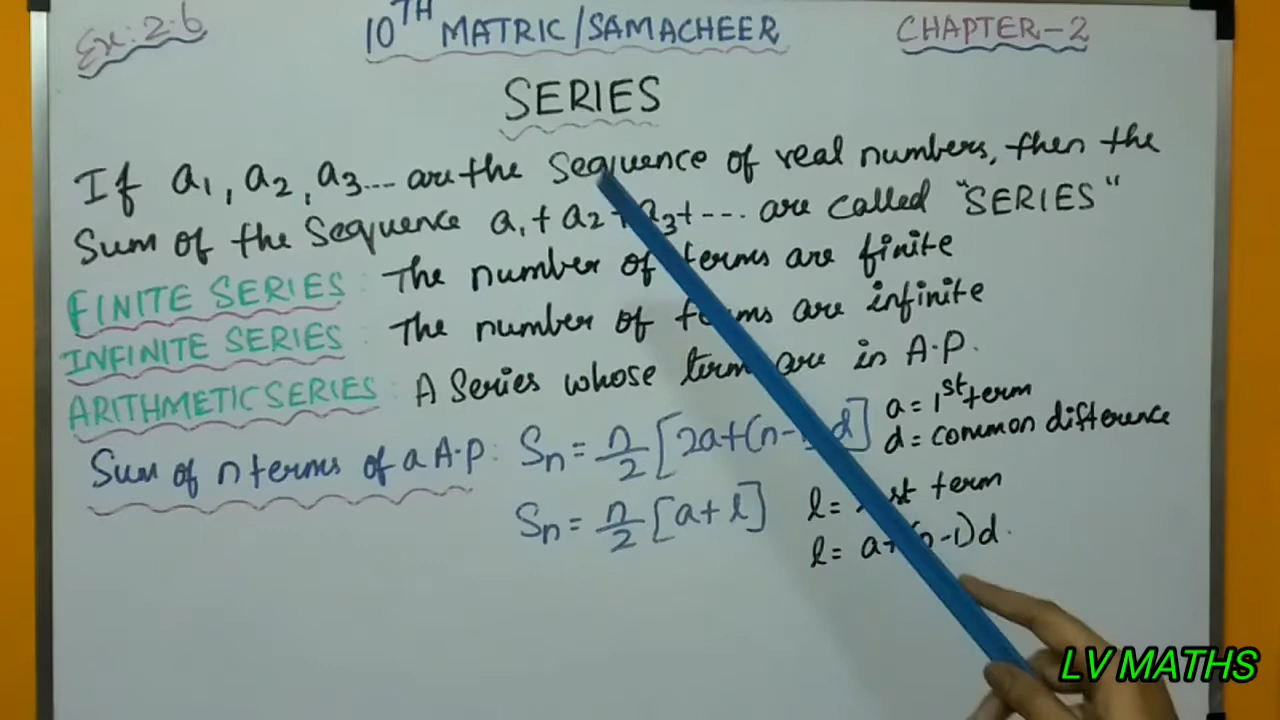 Ex: 2.6
10TH MATRIC/SAMACHEER
CHAPTER-2
SERIES
If a1, a2, a3... are the Sequence of real numbers, then the
Sum of the Sequence a1 + a2 + a3 + --- are called "SERIES"
FINITE SERIES: The number of terms are finite
INFINITE SERIES: The number of terms are infinite
ARITHMETIC SERIES: A Series whose term are in A.P.
Sum of n terms of a A.P: Sn = n/2 [2a+(n- d]
a = 1st term
d = common difference
Sn = n/2 [a+l]
l = term
l = a+(n-1)d.
LV MATHS